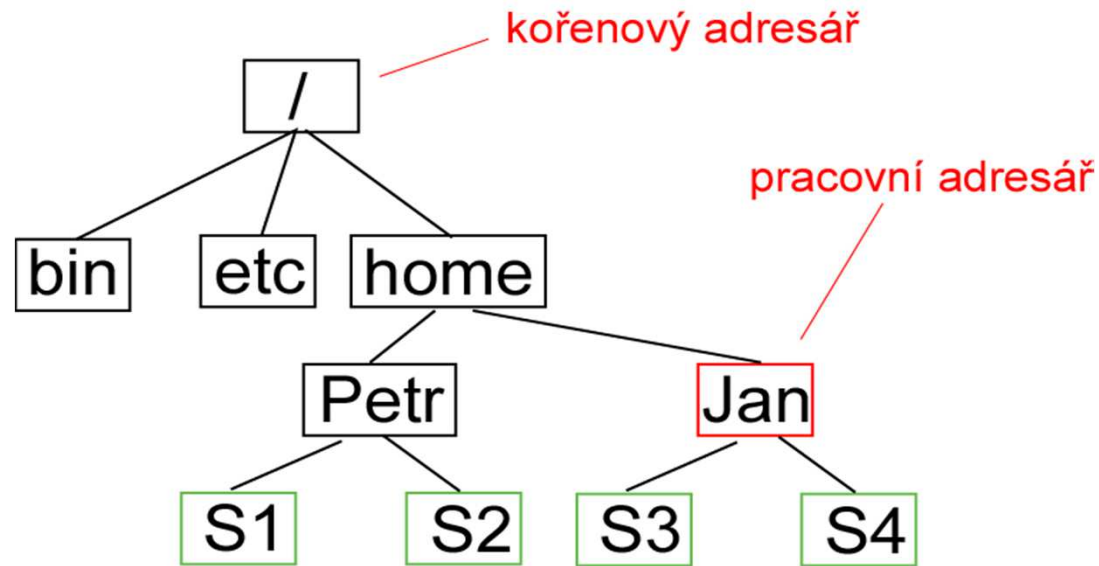 kořenový adresář
/
pracovní adresář
bin
etc
home
Petr
Jan
S1
S2
S3
S4